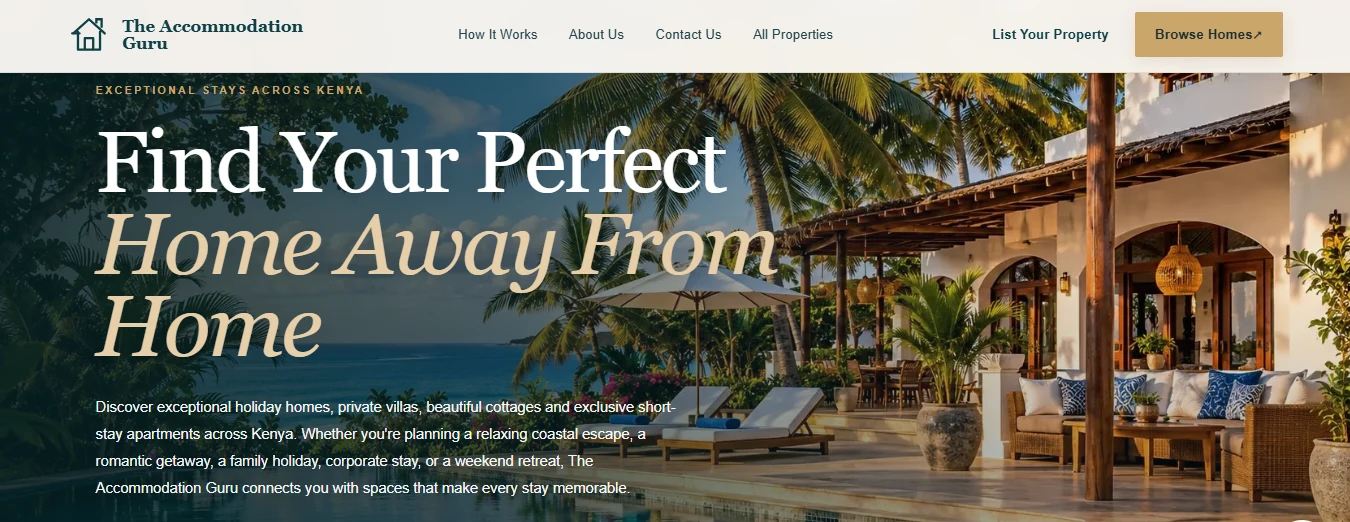 The Accommodation
Guru
How It Works
About Us
Contact Us
All Properties
List Your Property
Browse Homes↗
EXCEPTIONAL STAYS ACROSS KENYA
Find Your Perfect
Home Away From
Home
Discover exceptional holiday homes, private villas, beautiful cottages and exclusive short-
stay apartments across Kenya. Whether you're planning a relaxing coastal escape, a
romantic getaway, a family holiday, corporate stay, or a weekend retreat, The
Accommodation Guru connects you with spaces that make every stay memorable.